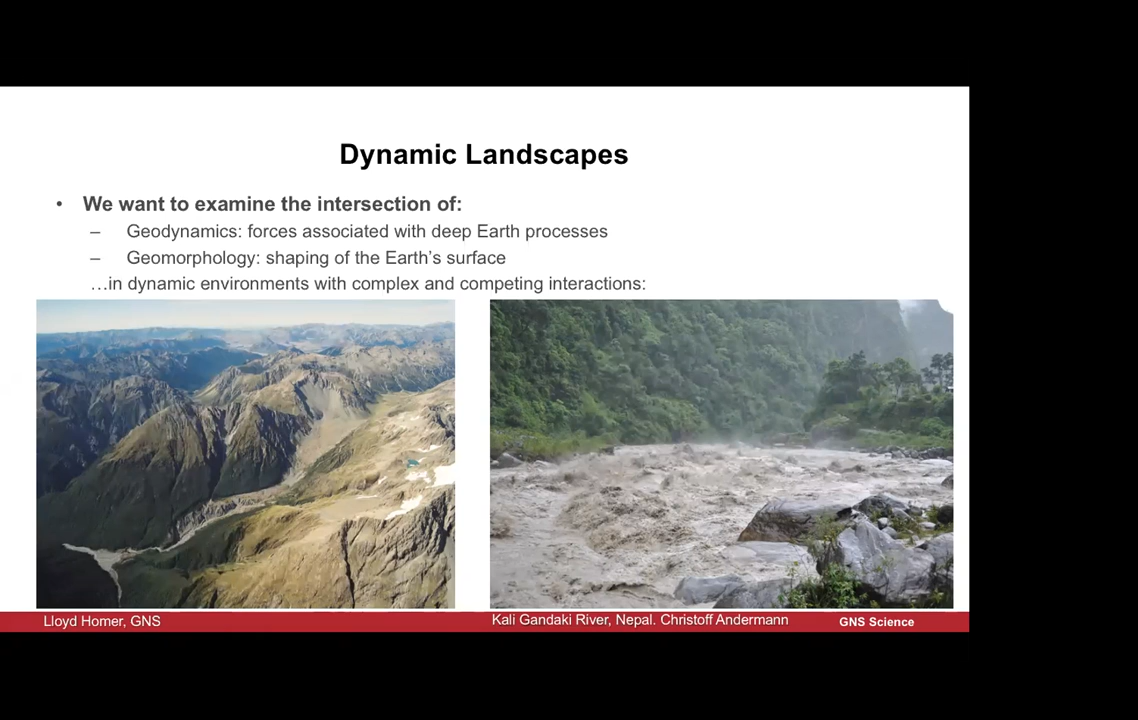 Dynamic Landscapes
• We want to examine the intersection of:
– Geodynamics: forces associated with deep Earth processes
– Geomorphology: shaping of the Earth's surface
…in dynamic environments with complex and competing interactions:
Lloyd Homer, GNS
Kali Gandaki River, Nepal. Christoff Andermann
GNS Science